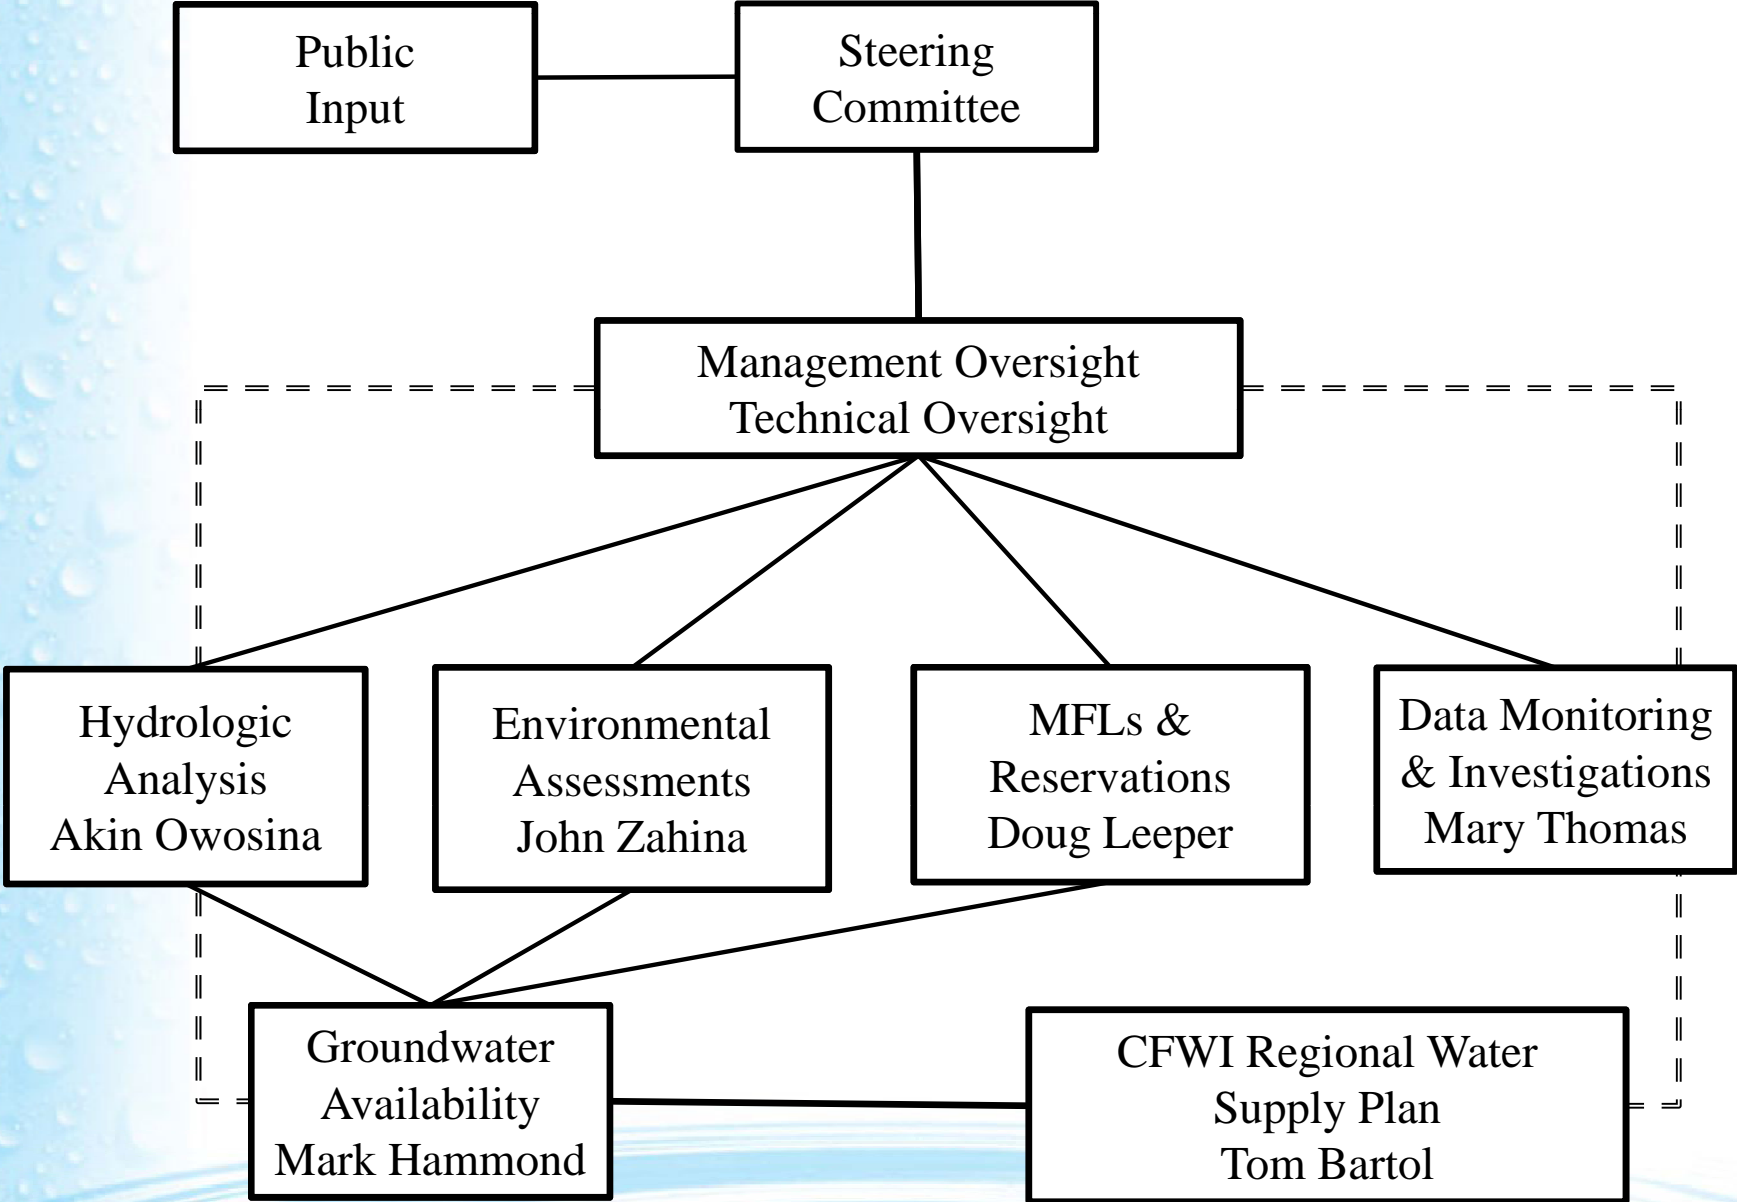 Public
Input
Steering
Committee
Management Oversight
Technical Oversight
Hydrologic
Analysis
Akin Owosina
Environmental
Assessments
John Zahina
MFLs &
Reservations
Doug Leeper
Data Monitoring
& Investigations
Mary Thomas
Groundwater
Availability
Mark Hammond
CFWI Regional Water
Supply Plan
Tom Bartol